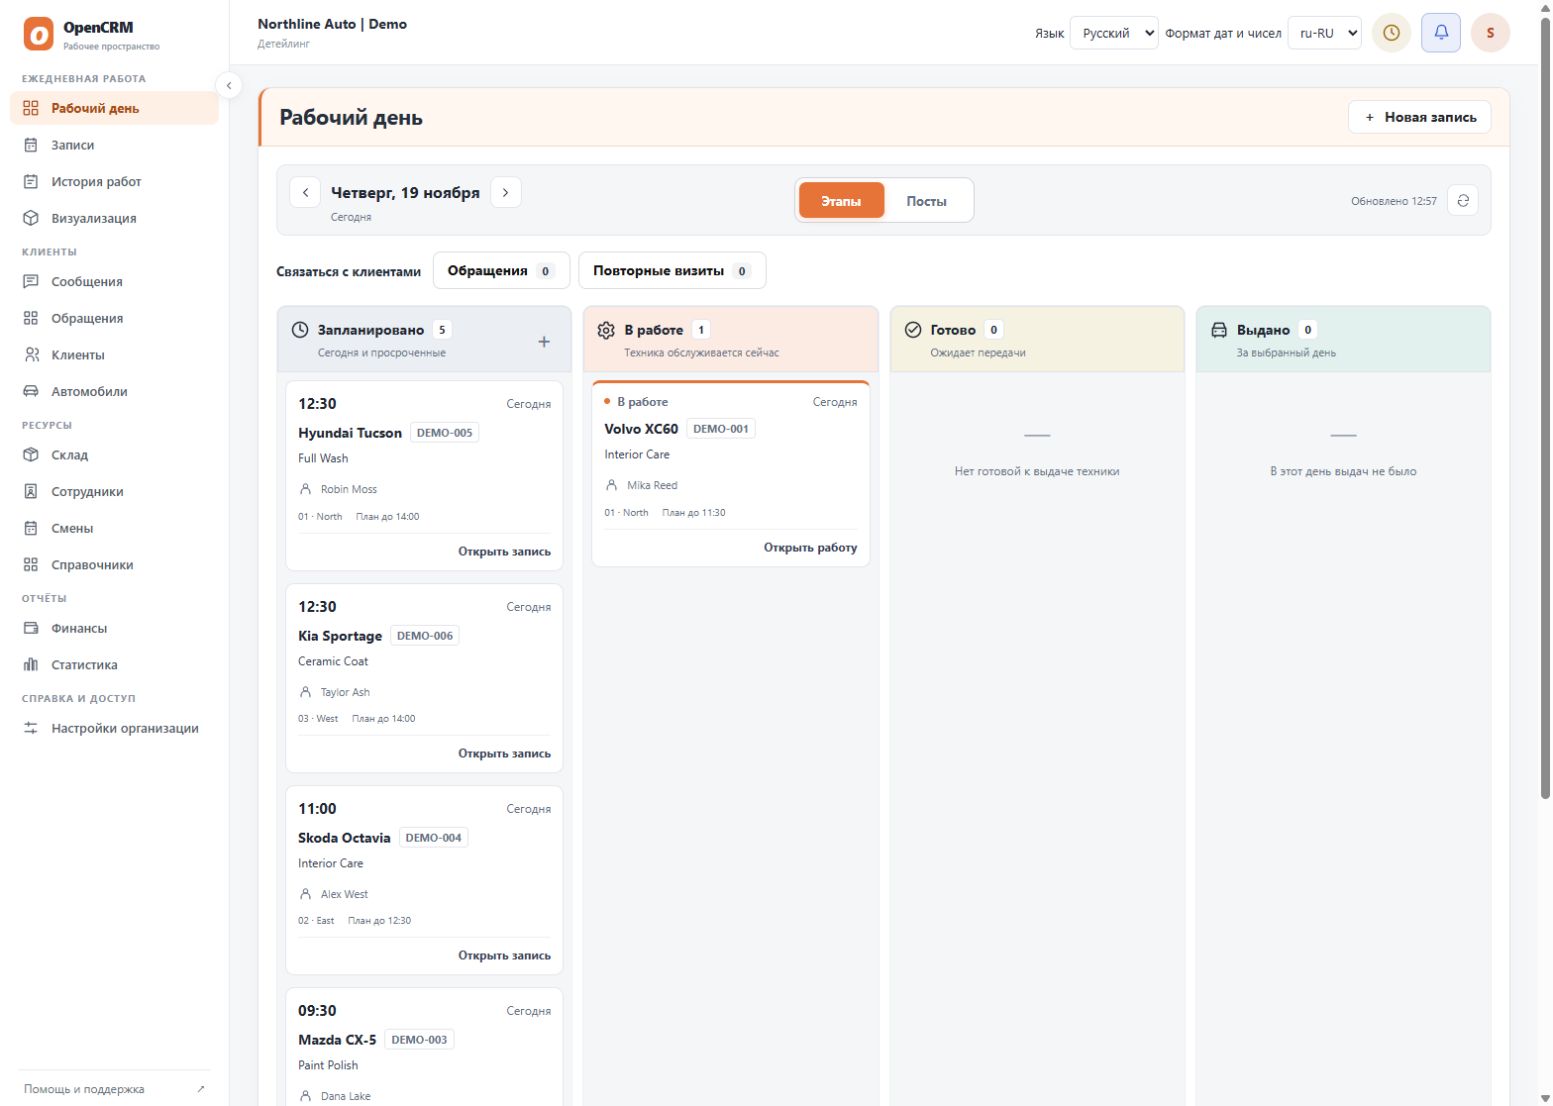 OpenCRM
Рабочее пространство
ЕЖЕДНЕВНАЯ РАБОТА
Рабочий день
Записи
История работ
Визуализация
КЛИЕНТЫ
Сообщения
Обращения
Клиенты
Автомобили
РЕСУРСЫ
Склад
Сотрудники
Смены
Справочники
ОТЧЁТЫ
Финансы
Статистика
СПРАВКА И ДОСТУП
Настройки организации
Помощь и поддержка
Northline Auto | Demo
Детейлинг
Язык Русский Формат дат и чисел ru-RU S
Рабочий день
+ Новая запись
Четверг, 19 ноября
Сегодня
Этапы Посты
Обновлено 12:57
Связаться с клиентами Обращения 0 Повторные визиты 0
Запланировано 5
Сегодня и просроченные
12:30 Сегодня
Hyundai Tucson DEMO-005
Full Wash
Robin Moss
01 · North План до 14:00
Открыть запись
12:30 Сегодня
Kia Sportage DEMO-006
Ceramic Coat
Taylor Ash
03 · West План до 14:00
Открыть запись
11:00 Сегодня
Skoda Octavia DEMO-004
Interior Care
Alex West
02 · East План до 12:30
Открыть запись
09:30 Сегодня
Mazda CX-5 DEMO-003
Paint Polish
Dana Lake
В работе 1
Техника обслуживается сейчас
В работе Сегодня
Volvo XC60 DEMO-001
Interior Care
Mika Reed
01 · North План до 11:30
Открыть работу
Готово 0
Ожидает передачи
Нет готовой к выдаче техники
Выдано 0
За выбранный день
В этот день выдач не было